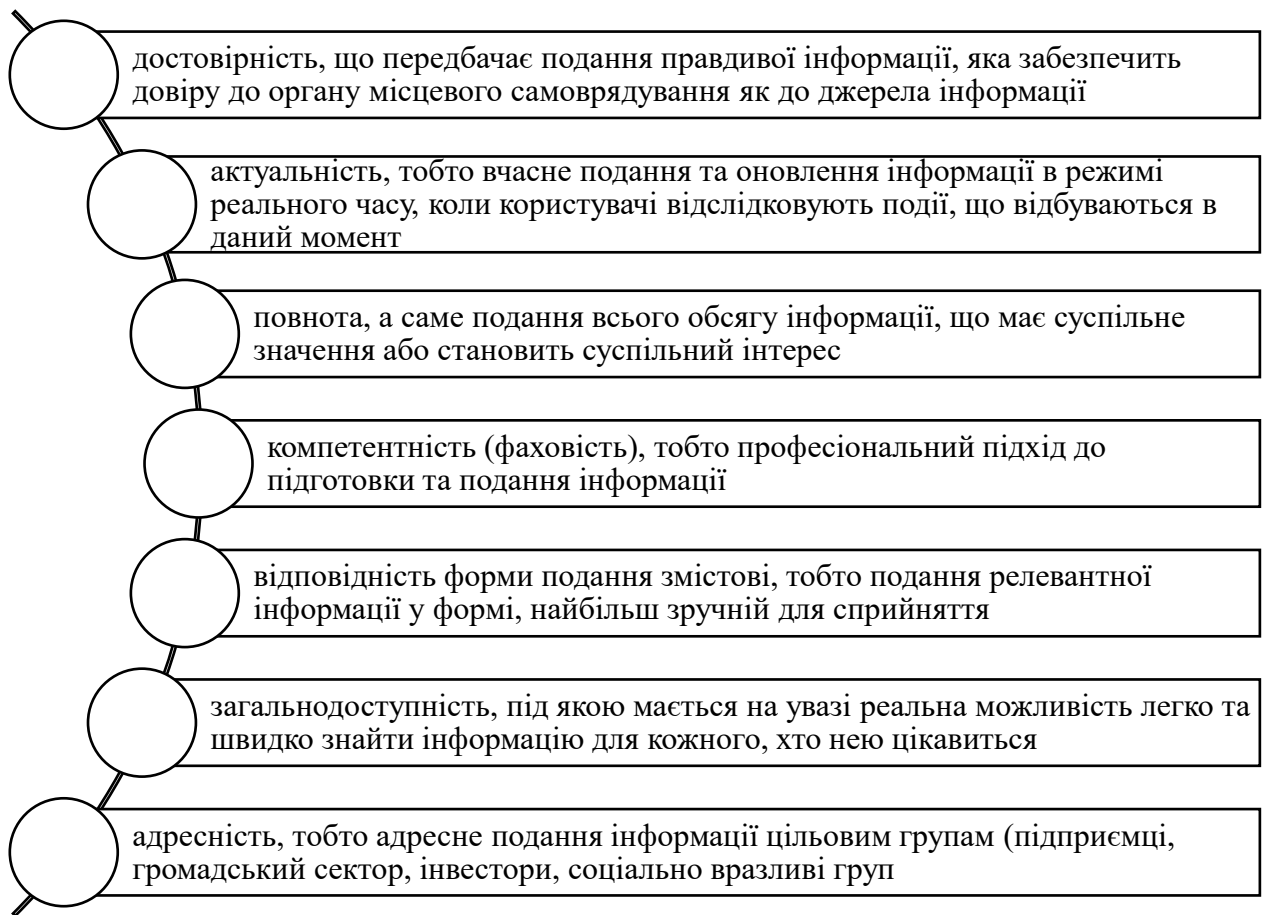 достовірність, що передбачає подання правдивої інформації, яка забезпечить
довіру до органу місцевого самоврядування як до джерела інформації
актуальність, тобто вчасне подання та оновлення інформації в режимі
реального часу, коли користувачі відслідковують події, що відбуваються в
даний момент
повнота, а саме подання всього обсягу інформації, що має суспільне
значення або становить суспільний інтерес
компетентність (фаховість), тобто професіональний підхід до
підготовки та подання інформації
відповідність форми подання змістові, тобто подання релевантної
інформації у формі, найбільш зручній для сприйняття
загальнодоступність, під якою мається на увазі реальна можливість легко та
швидко знайти інформацію для кожного, хто нею цікавиться
адресність, тобто адресне подання інформації цільовим групам (підприємці,
громадський сектор, інвестори, соціально вразливі груп